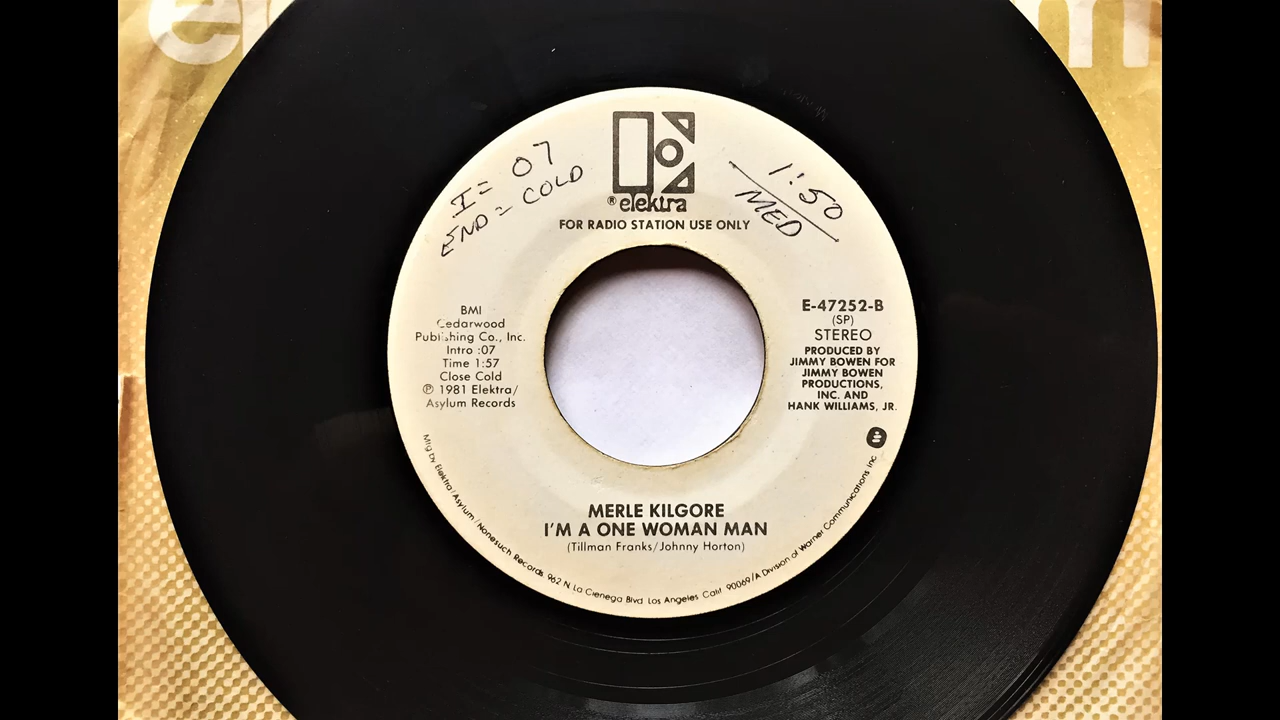 I= 07
END = COLD
1:50
MED
® elektra
FOR RADIO STATION USE ONLY
BMI
Cedarwood
Publishing Co., Inc.
Intro :07
Time 1:57
Close Cold
℗ 1981 Elektra/
Asylum Records
E-47252-B
(SP)
STEREO
PRODUCED BY
JIMMY BOWEN FOR
JIMMY BOWEN
PRODUCTIONS,
INC. AND
HANK WILLIAMS, JR.
MERLE KILGORE
I'M A ONE WOMAN MAN
(Tillman Franks/Johnny Horton)
Mfg by Elektra/Asylum/Nonesuch Records 962 N La Cienega Blvd Los Angeles Calif 90069/A Division of Warner Communications Inc